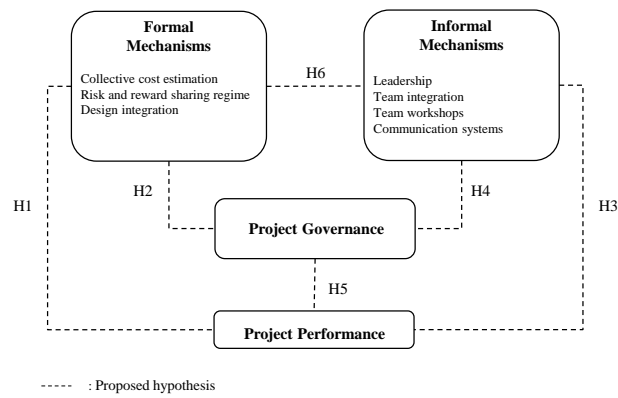 Formal
Mechanisms
Collective cost estimation
Risk and reward sharing regime
Design integration
Informal
Mechanisms
Leadership
Team integration
Team workshops
Communication systems
H6
H1
H2
H4
H3
Project Governance
H5
Project Performance
----- : Proposed hypothesis